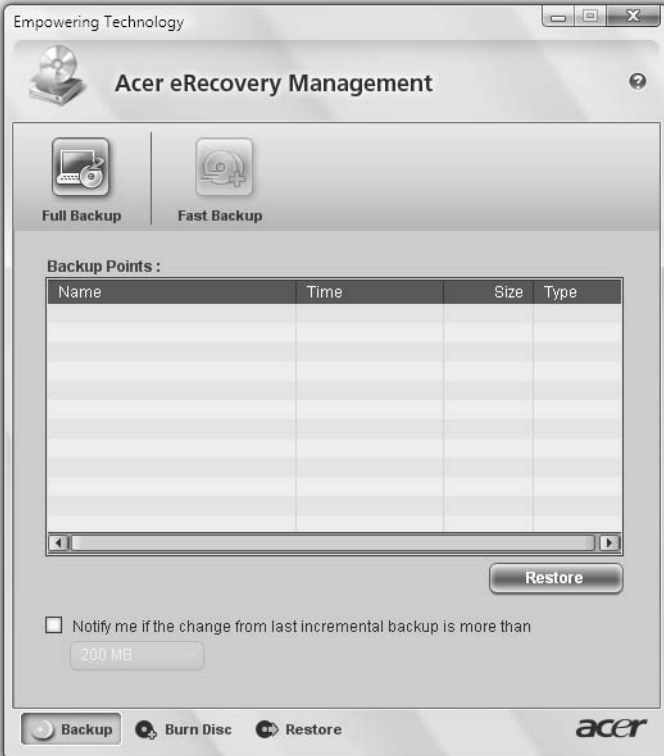 Empowering Technology
Acer eRecovery Management
Full Backup Fast Backup
Backup Points :
Name Time Size Type
Restore
Notify me if the change from last incremental backup is more than
200 MB
Backup Burn Disc Restore
acer